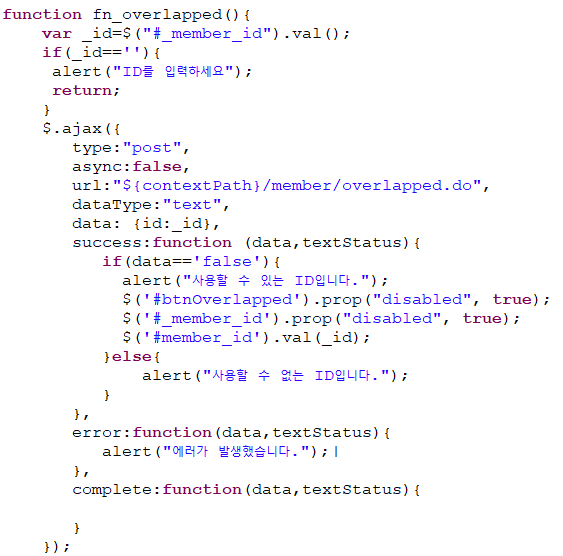 function fn_overlapped(){
    var _id=$("#_member_id").val();
    if(_id==''){
     alert("ID를 입력하세요");
     return;
    }
    $.ajax({
       type:"post",
       async:false,
       url:"${contextPath}/member/overlapped.do",
       dataType:"text",
       data: {id:_id},
       success:function (data,textStatus){
          if(data=='false'){
            alert("사용할 수 있는 ID입니다.");
            $('#btnOverlapped').prop("disabled", true);
            $('#_member_id').prop("disabled", true);
            $('#member_id').val(_id);
          }else{
              alert("사용할 수 없는 ID입니다.");
          }
       },
       error:function(data,textStatus){
          alert("에러가 발생했습니다.");
       },
       complete:function(data,textStatus){
       }
    });